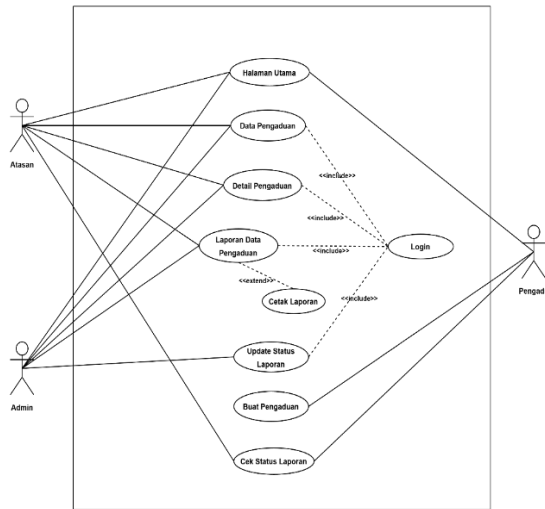 Halaman Utama
Atasan
Data Pengaduan
<<include>>
Detail Pengaduan
<<include>>
Laporan Data
Pengaduan
<<include>>
Login
<<extend>>
Cetak Laporan
<<include>>
Pengad
Update Status
Laporan
Admin
Buat Pengaduan
Cek Status Laporan